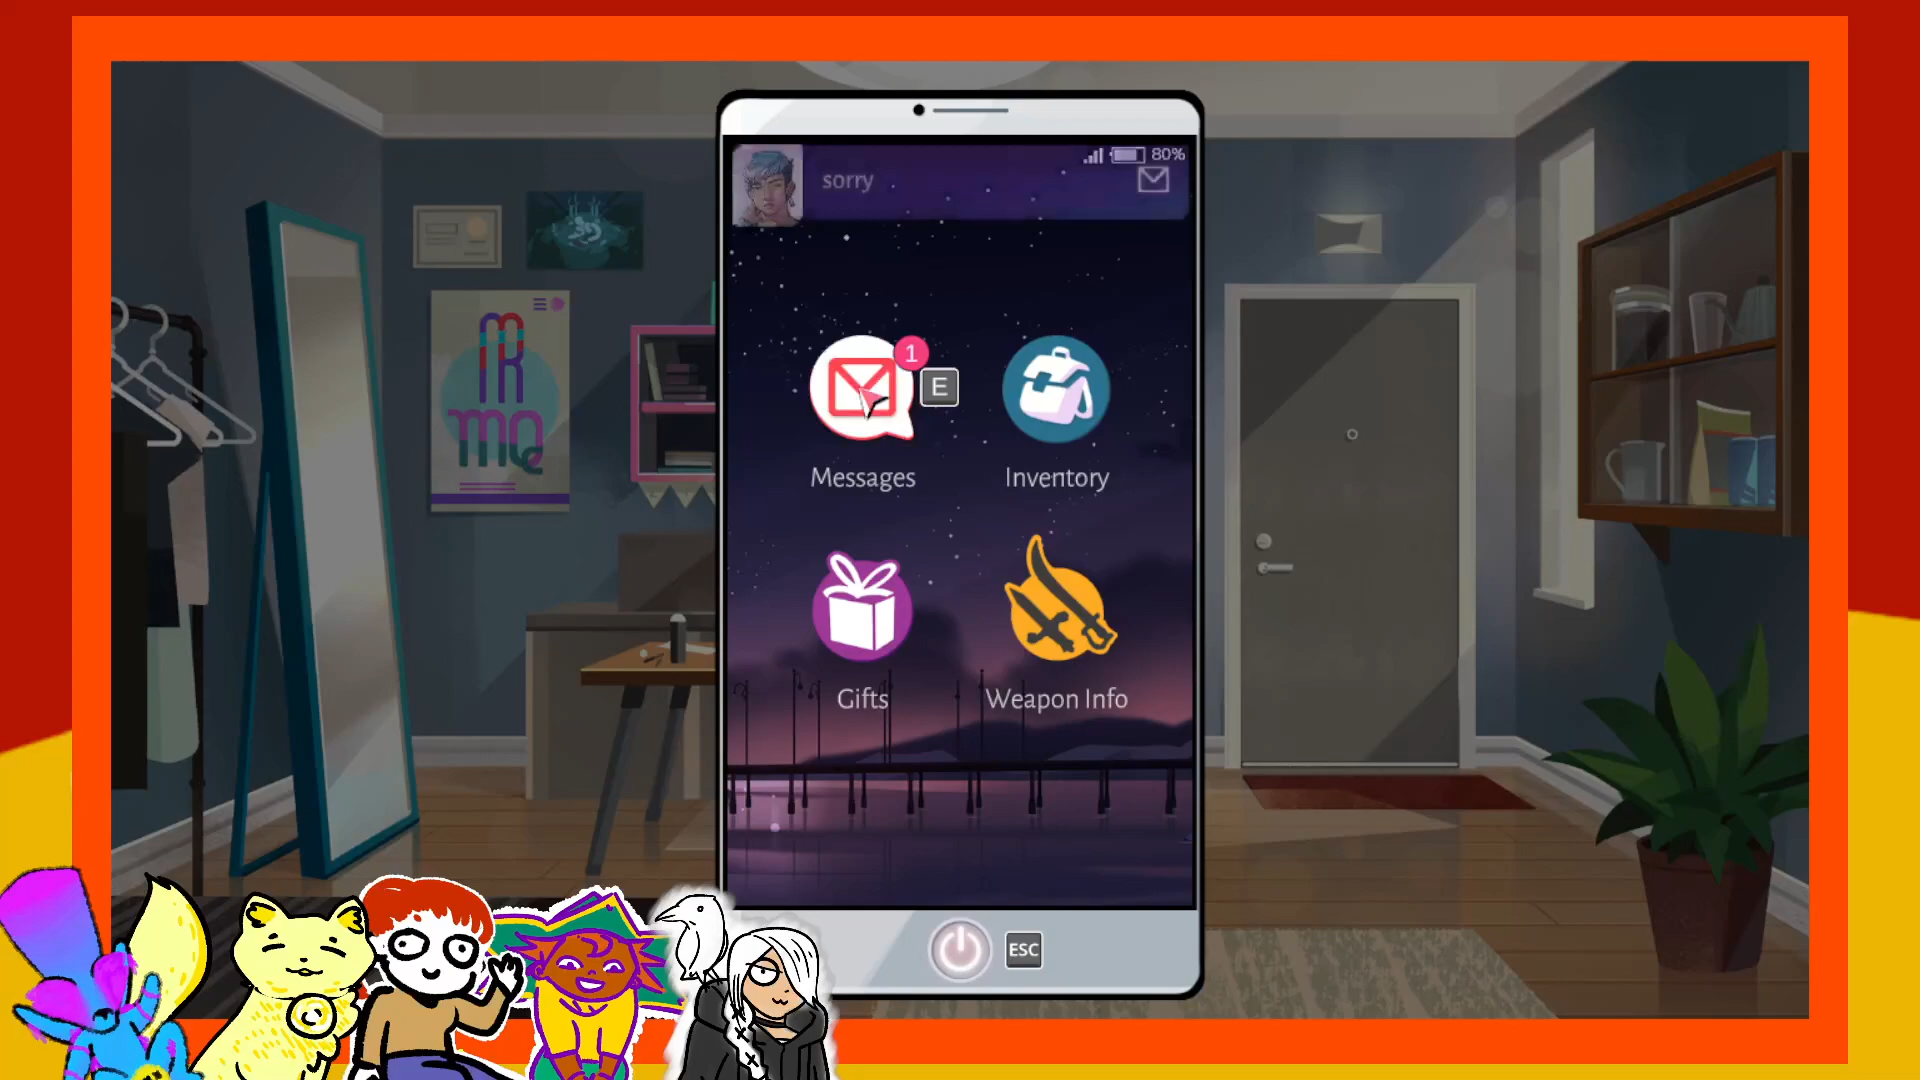 80%
sorry
1
E
Messages
Inventory
Gifts
Weapon Info
ESC